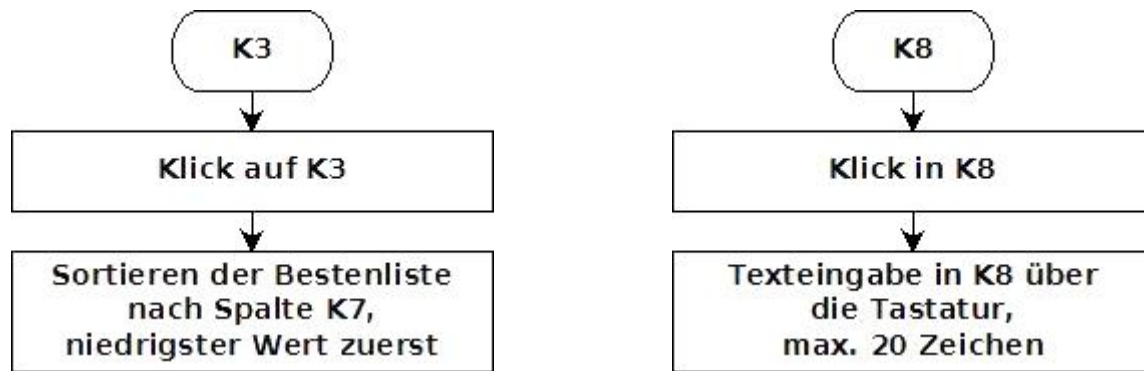 K3
Klick auf K3
Sortieren der Bestenliste
nach Spalte K7,
niedrigster Wert zuerst
K8
Klick in K8
Texteingabe in K8 über
die Tastatur,
max. 20 Zeichen